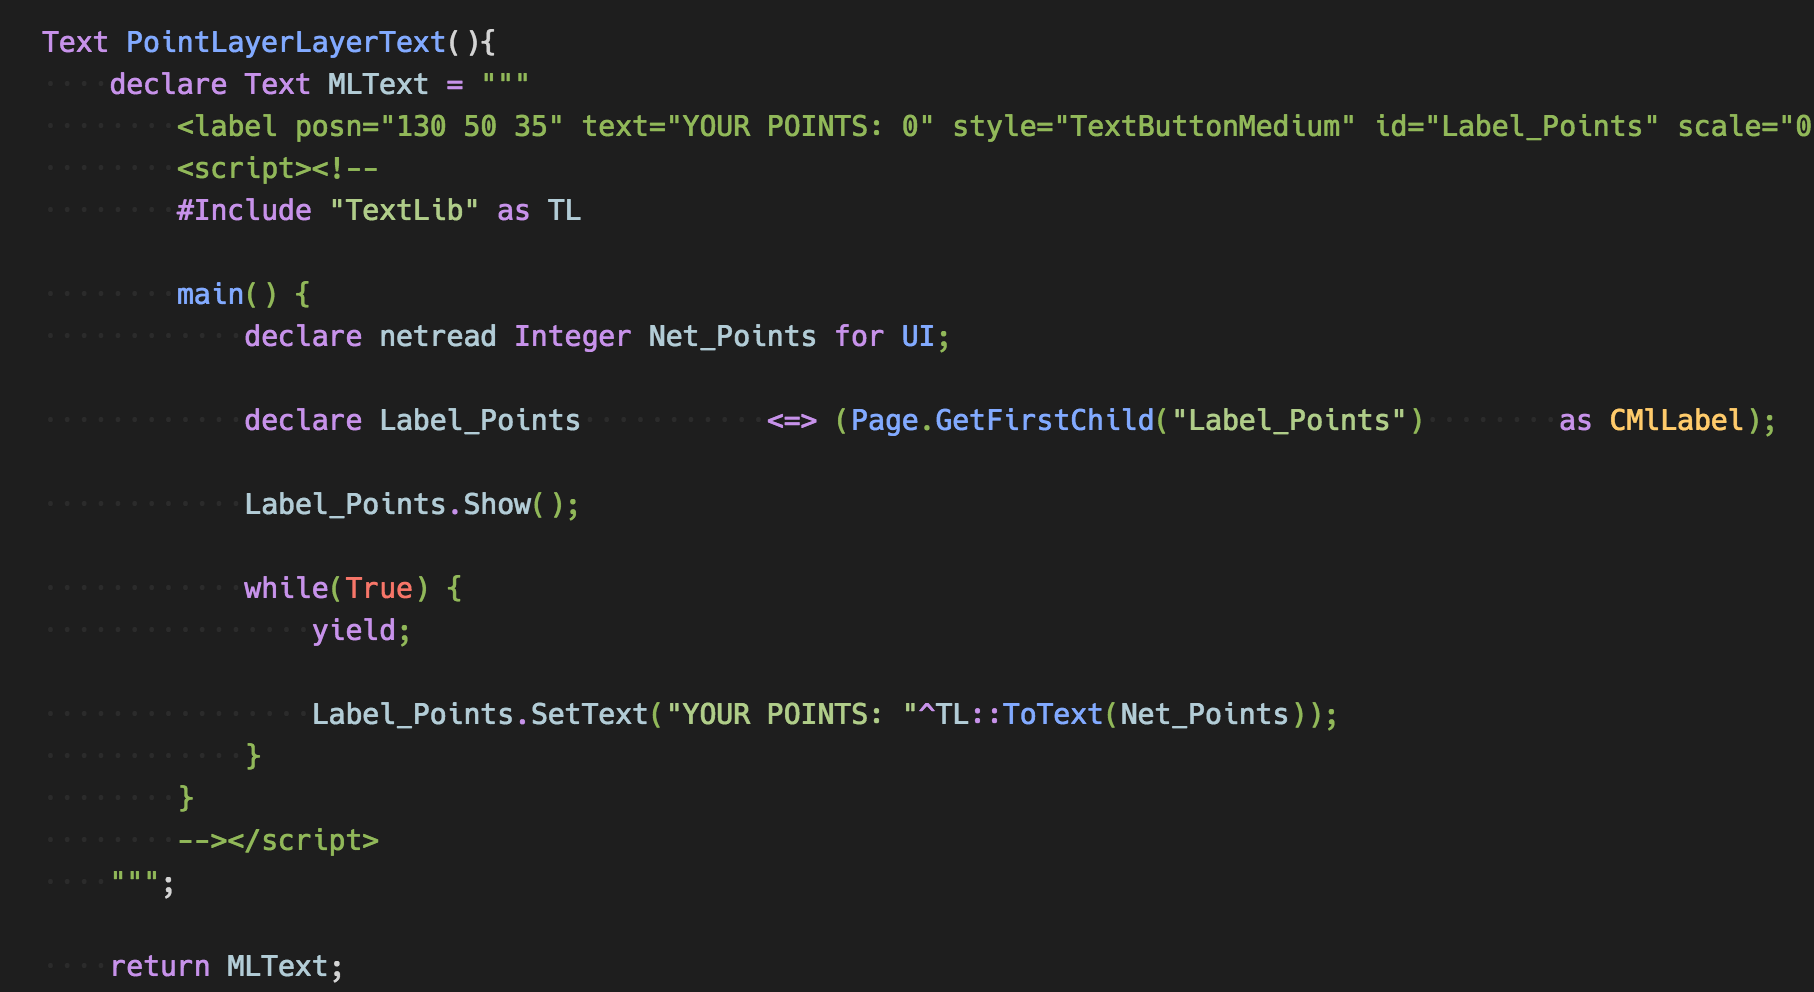 Text PointLayerLayerText(){
declare Text MLText = """
<label posn="130 50 35" text="YOUR POINTS: 0" style="TextButtonMedium" id="Label_Points" scale="0
<script><!--
#Include "TextLib" as TL
main() {
declare netread Integer Net_Points for UI;
declare Label_Points <=> (Page.GetFirstChild("Label_Points") as CMlLabel);
Label_Points.Show();
while(True) {
yield;
Label_Points.SetText("YOUR POINTS: "^TL::ToText(Net_Points));
}
}
--></script>
""";
return MLText;